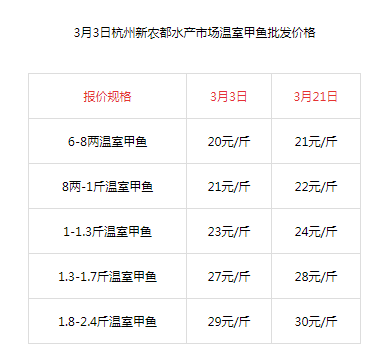 3月3日杭州新农都水产市场温室甲鱼批发价格
报价规格 3月3日 3月21日
6-8两温室甲鱼 20元/斤 21元/斤
8两-1斤温室甲鱼 21元/斤 22元/斤
1-1.3斤温室甲鱼 23元/斤 24元/斤
1.3-1.7斤温室甲鱼 27元/斤 28元/斤
1.8-2.4斤温室甲鱼 29元/斤 30元/斤